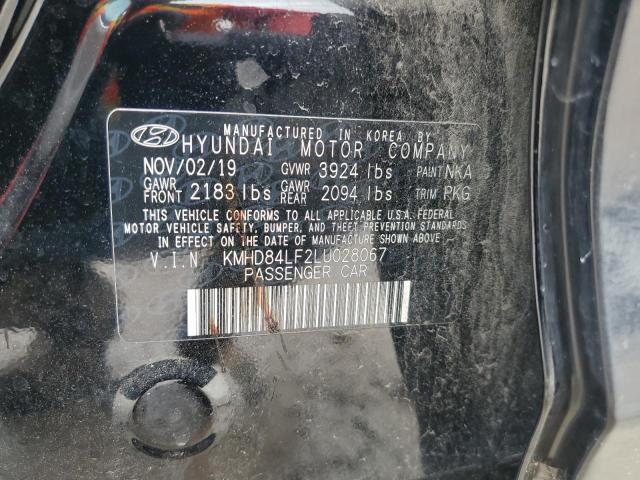 MANUFACTURED IN KOREA BY
HYUNDAI MOTOR COMPANY
NOV/02/19 GVWR 3924 lbs PAINT NKA
GAWR FRONT 2183 lbs GAWR REAR 2094 lbs TRIM PKG
THIS VEHICLE CONFORMS TO ALL APPLICABLE U.S.A. FEDERAL
MOTOR VEHICLE SAFETY, BUMPER, AND THEFT PREVENTION
STANDARDS IN EFFECT ON THE DATE OF MANUFACTURE
SHOWN ABOVE.
V.I.N KMHD84LF2LU028067
PASSENGER CAR